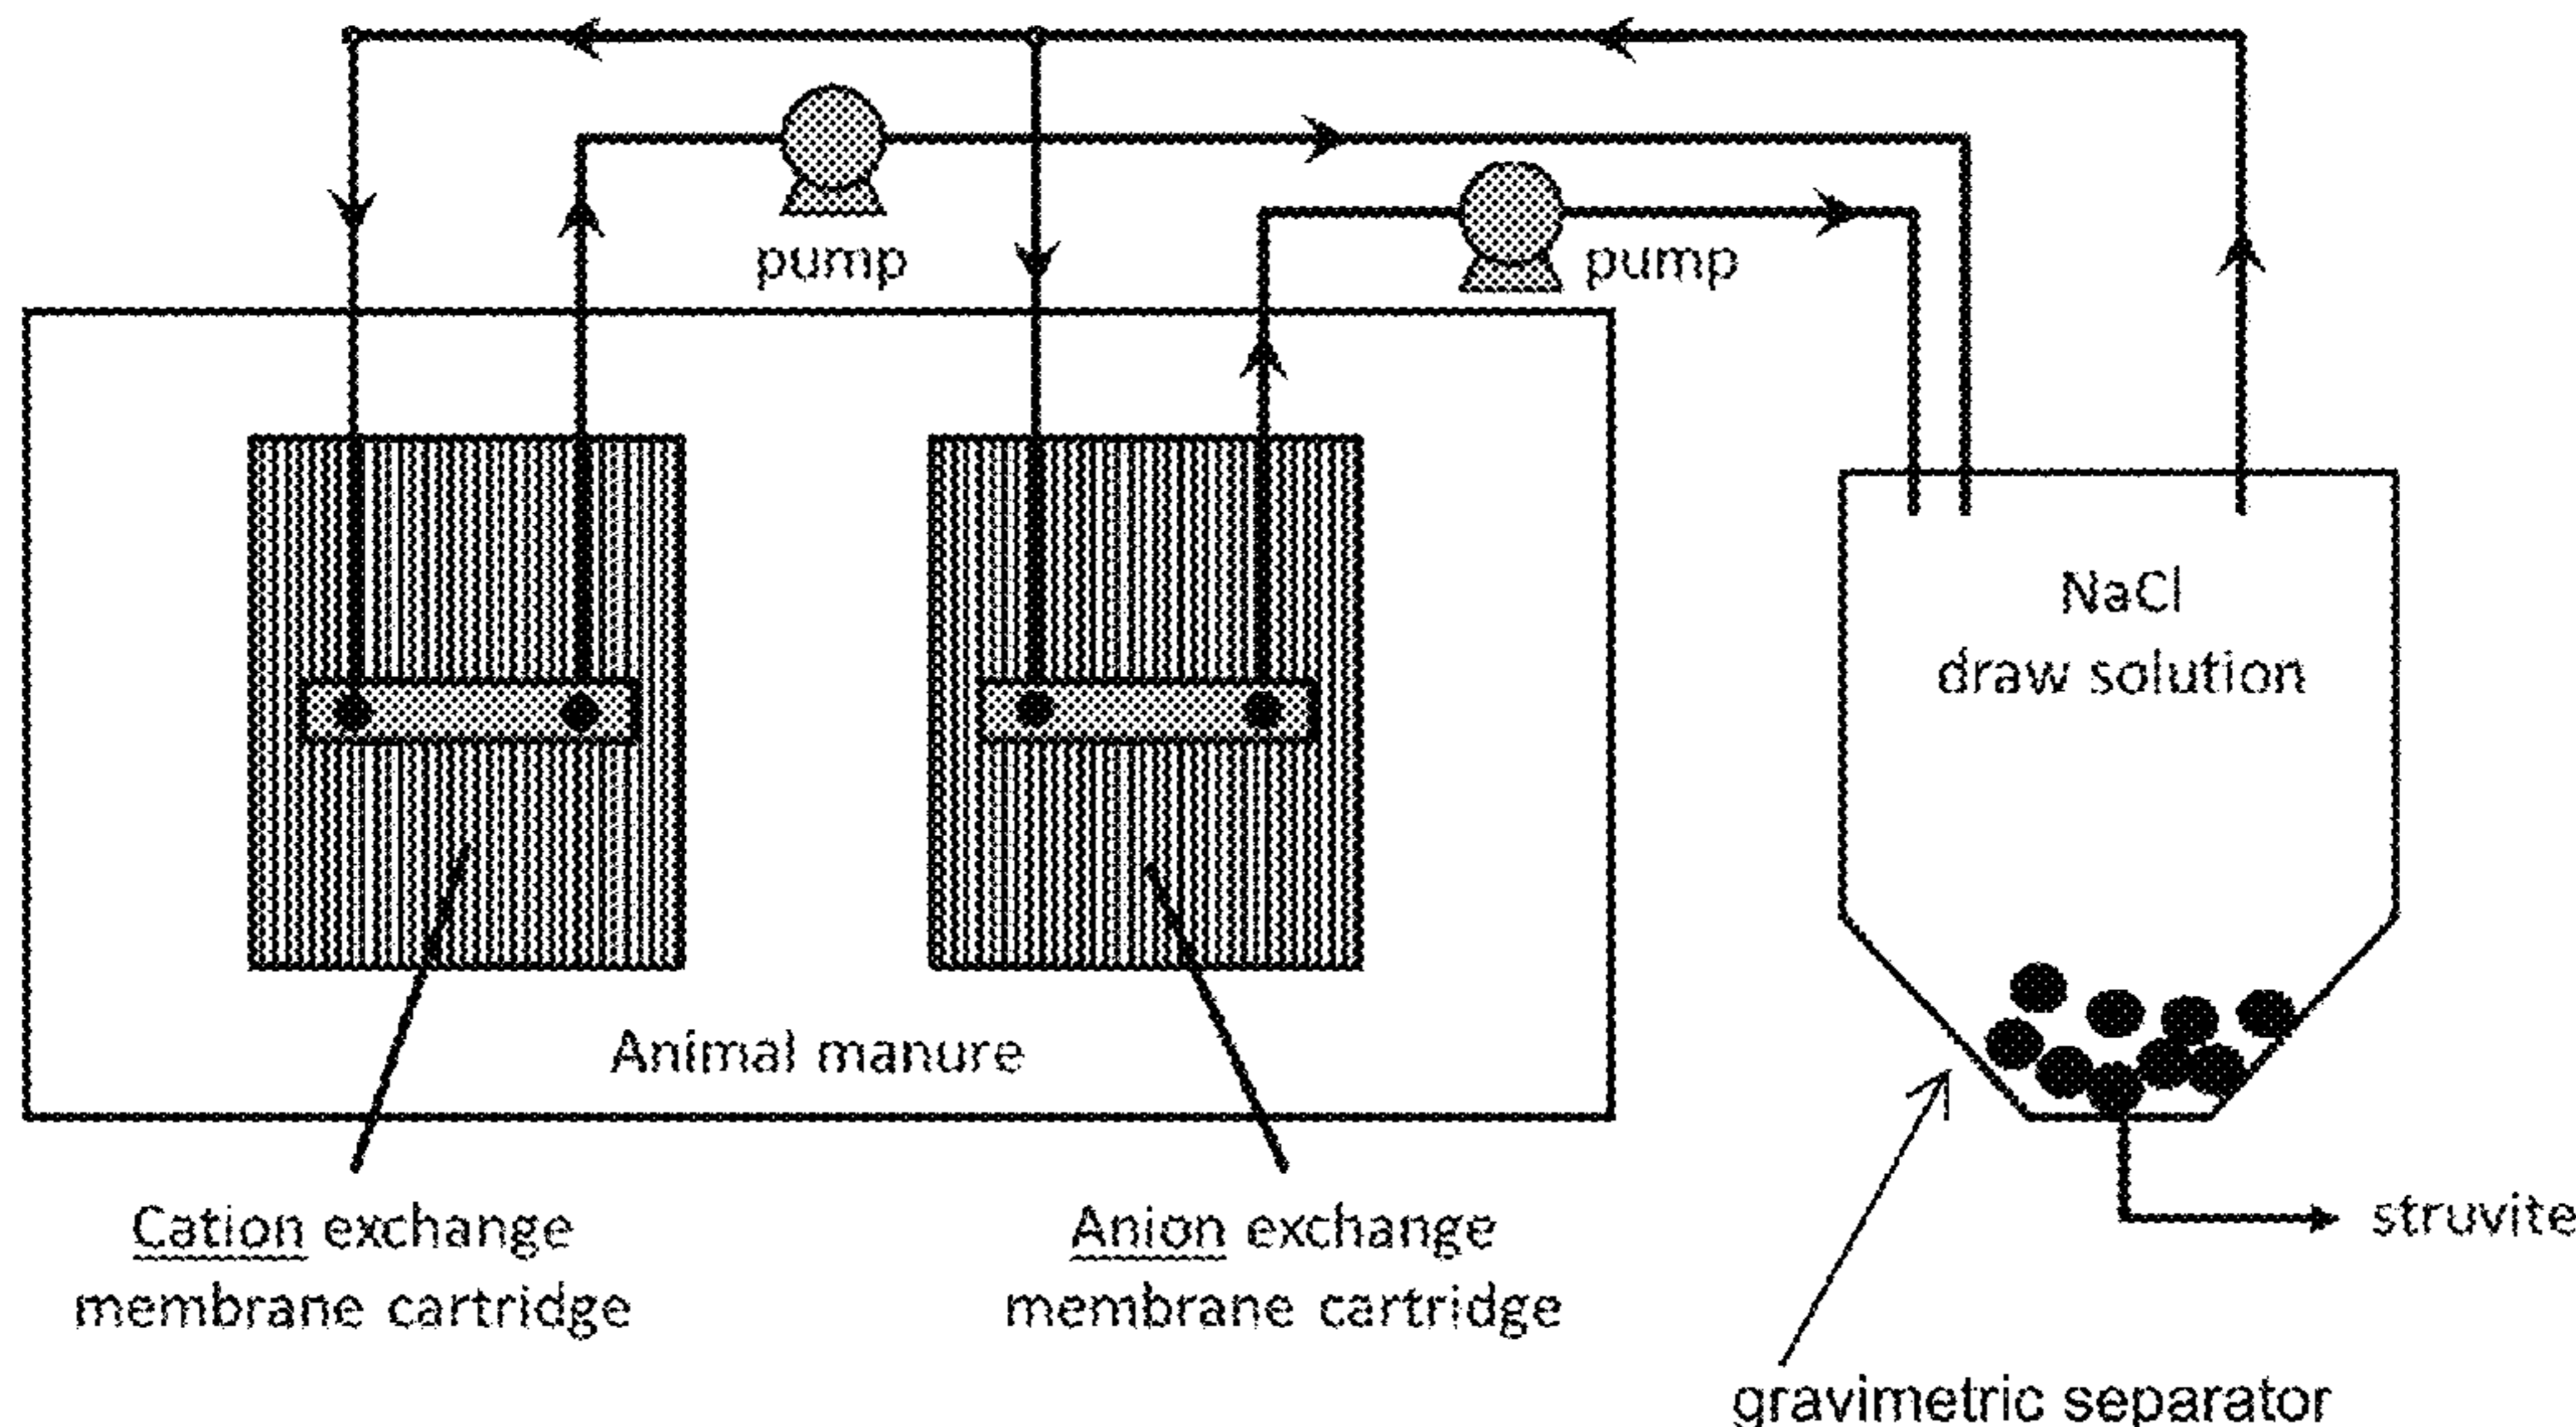 pump
pump
NaCl
draw solution
Animal manure
Cation exchange
membrane cartridge
Anion exchange
membrane cartridge
struvite
gravimetric separator